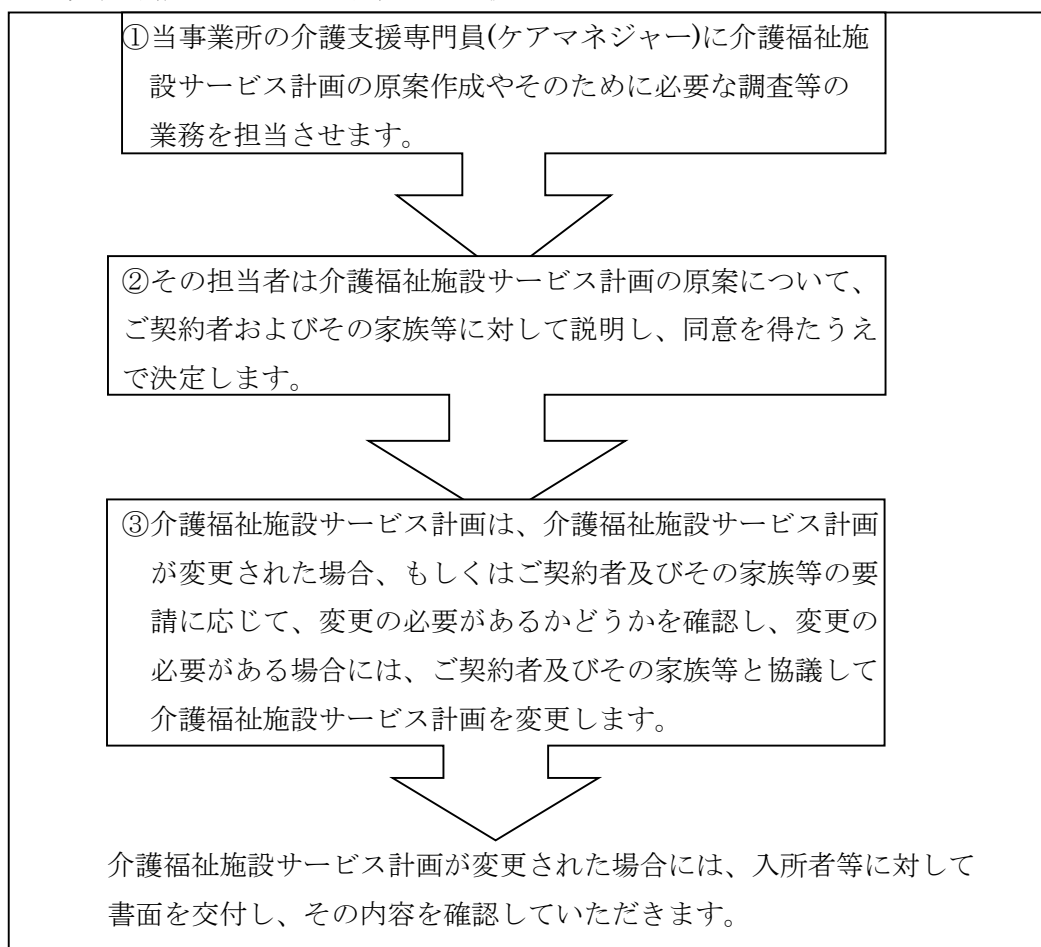 ①当事業所の介護支援専門員(ケアマネジャー)に介護福祉施
設サービス計画の原案作成やそのために必要な調査等の
業務を担当させます。
②その担当者は介護福祉施設サービス計画の原案について、
ご契約者およびその家族等に対して説明し、同意を得たうえ
で決定します。
③介護福祉施設サービス計画は、介護福祉施設サービス計画
が変更された場合、もしくはご契約者及びその家族等の要
請に応じて、変更の必要があるかどうかを確認し、変更の
必要がある場合には、ご契約者及びその家族等と協議して
介護福祉施設サービス計画を変更します。
介護福祉施設サービス計画が変更された場合には、入所者等に対して
書面を交付し、その内容を確認していただきます。